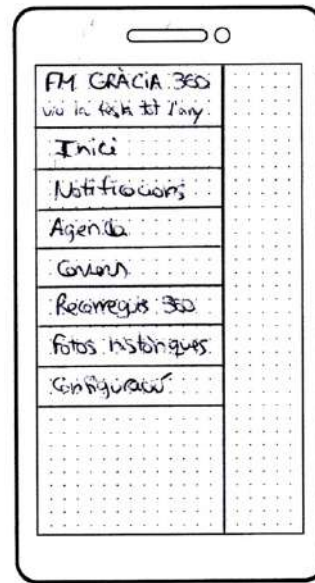 FM GRÀCIA 360
viu la festa tot l'any
Inici
Notificacions
Agenda
Carrers
Recorreguts 360
Fotos històriques
Configuració